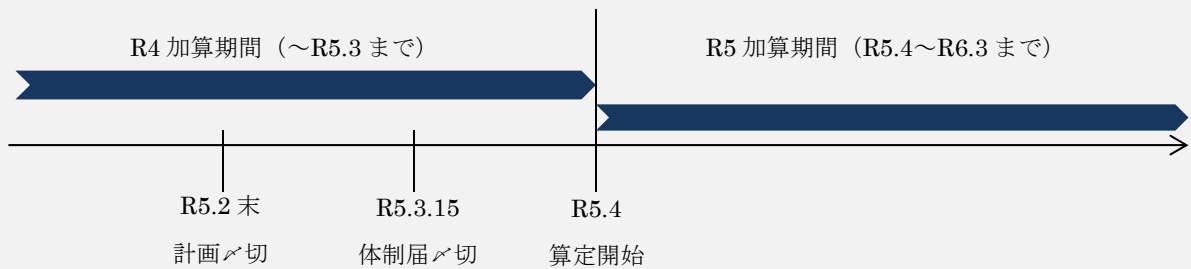 R4 加算期間（～R5.3 まで）
R5 加算期間（R5.4～R6.3 まで）
R5.2 末
計画〆切
R5.3.15
体制届〆切
R5.4
算定開始